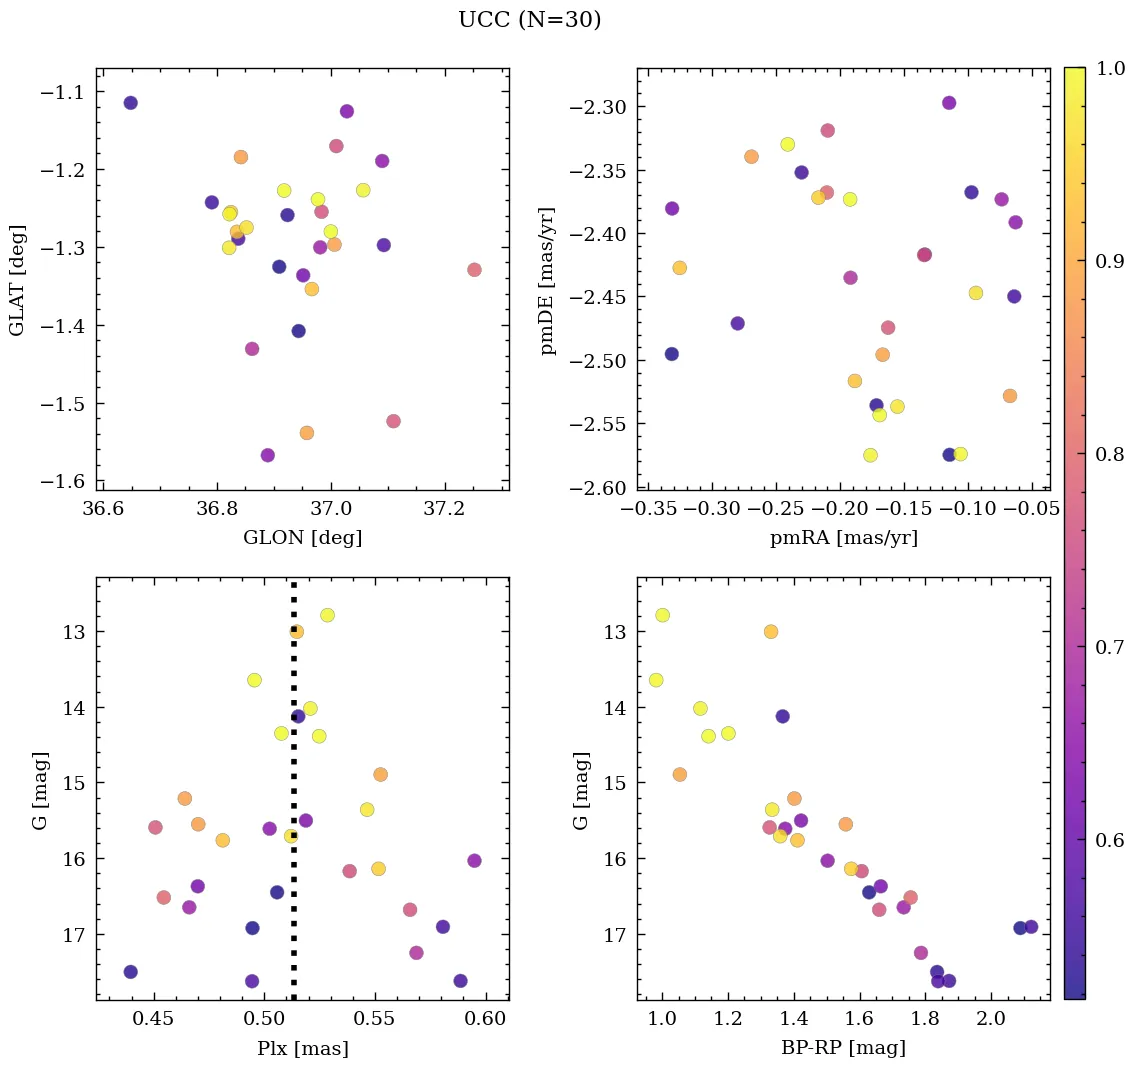 UCC (N=30)
−1.1
−1.2
−1.3
−1.4
−1.5
−1.6
GLAT [deg]
36.6 36.8 37.0 37.2
GLON [deg]
−2.30
−2.35
−2.40
−2.45
−2.50
−2.55
−2.60
pmDE [mas/yr]
−0.35 −0.30 −0.25 −0.20 −0.15 −0.10 −0.05
pmRA [mas/yr]
1.0
0.9
0.8
0.7
0.6
13
14
15
16
17
G [mag]
0.45 0.50 0.55 0.60
Plx [mas]
13
14
15
16
17
G [mag]
1.0 1.2 1.4 1.6 1.8 2.0
BP-RP [mag]